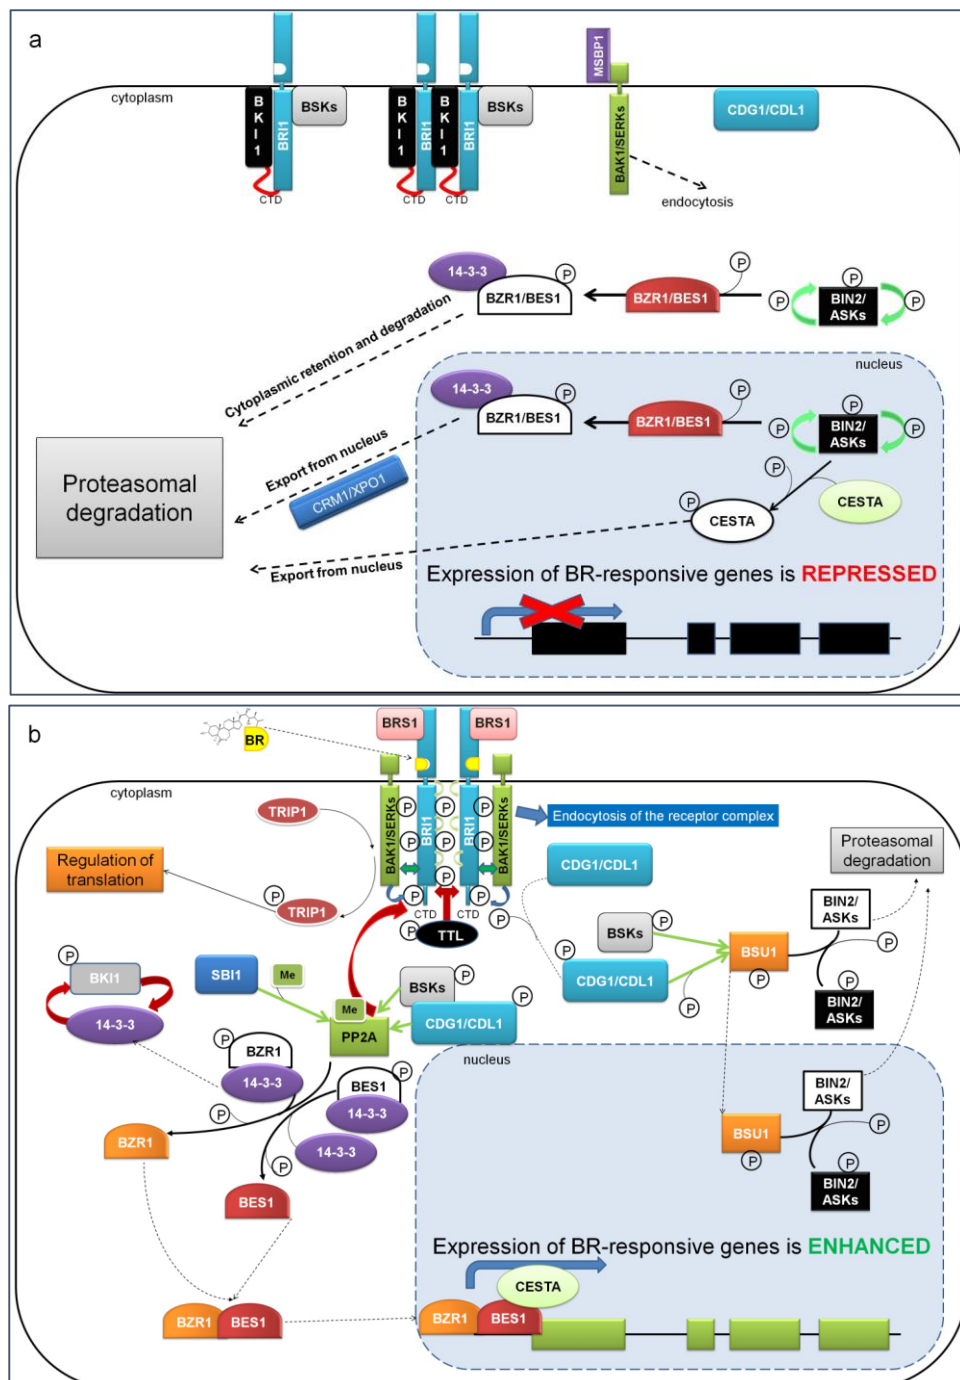 a
cytoplasm
BKI1
BRI1
BSKs
CTD
BKI1
BRI1
BKI1
BRI1
BSKs
CTD
CTD
MSBP1
BAK1/SERKs
endocytosis
CDG1/CDL1
14-3-3
BZR1/BES1
P
BZR1/BES1
P
P
P
BIN2/
ASKs
P
Cytoplasmic retention and degradation
nucleus
14-3-3
BZR1/BES1
P
BZR1/BES1
P
P
P
BIN2/
ASKs
P
Export from nucleus
CRM1/XPO1
Proteasomal
degradation
P
CESTA
P
CESTA
Export from nucleus
Expression of BR-responsive genes is REPRESSED
b
BR
BRS1
BRS1
cytoplasm
TRIP1
BAK1/SERKs
P
P
BRI1
P
P
P
P
BRI1
P
P
BAK1/SERKs
P
P
Endocytosis of the receptor complex
Proteasomal
degradation
Regulation of
translation
P
TRIP1
CTD
CTD
P
TTL
P
CDG1/CDL1
P
CDG1/CDL1
BSKs
P
P
BSU1
P
BIN2/
ASKs
P
P
BIN2/
ASKs
P
BKI1
14-3-3
SBI1
Me
Me
PP2A
BSKs
P
CDG1/CDL1
P
nucleus
P
BZR1
14-3-3
P
BES1
P
14-3-3
14-3-3
P
BZR1
BES1
BSU1
P
BIN2/
ASKs
P
P
BIN2/
ASKs
Expression of BR-responsive genes is ENHANCED
CESTA
BZR1
BES1
BZR1
BES1